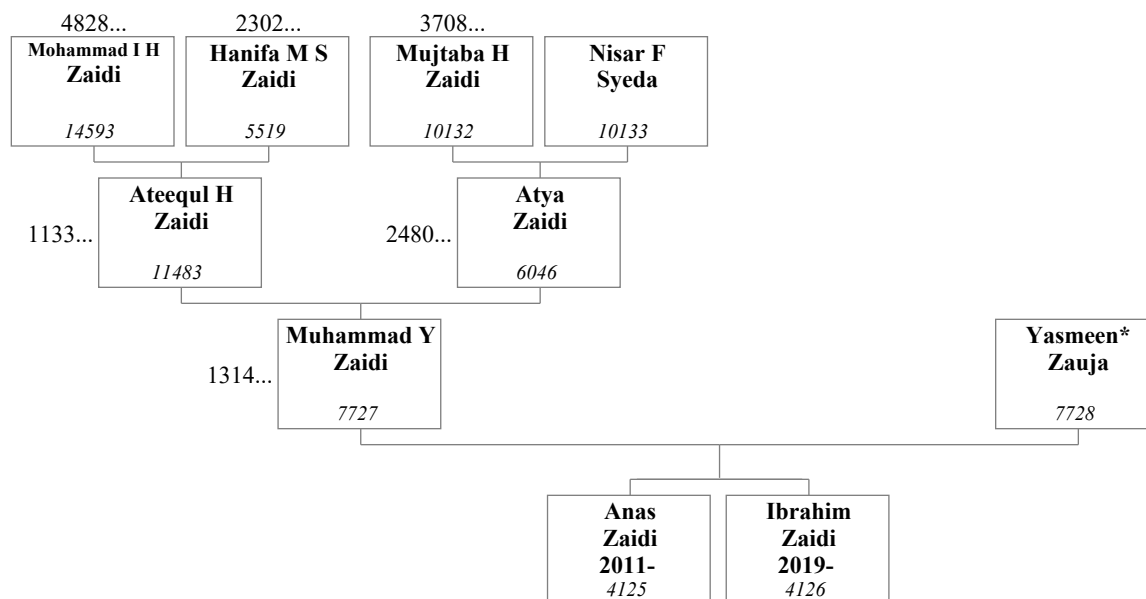 4828...
2302...
3708...
Mohammad I H
Zaidi
14593
Hanifa M S
Zaidi
5519
Mujtaba H
Zaidi
10132
Nisar F
Syeda
10133
1133...
Ateequl H
Zaidi
11483
2480...
Atya
Zaidi
6046
1314...
Muhammad Y
Zaidi
7727
Yasmeen*
Zauja
7728
Anas
Zaidi
2011-
4125
Ibrahim
Zaidi
2019-
4126